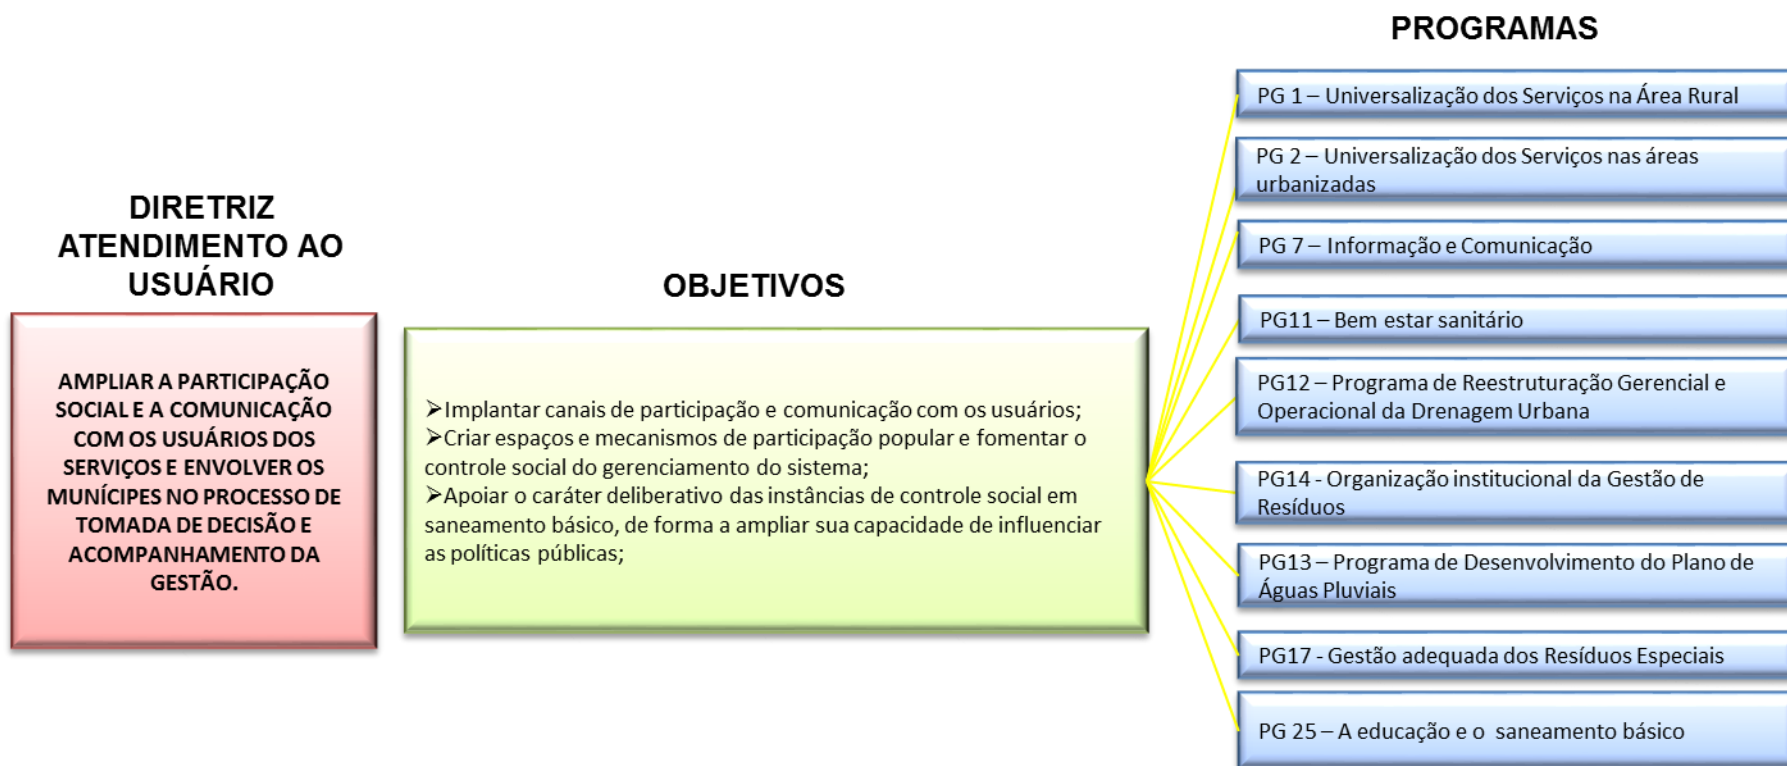 DIRETRIZ
ATENDIMENTO AO
USUÁRIO
AMPLIAR A PARTICIPAÇÃO
SOCIAL E A COMUNICAÇÃO
COM OS USUÁRIOS DOS
SERVIÇOS E ENVOLVER OS
MUNÍCIPES NO PROCESSO DE
TOMADA DE DECISÃO E
ACOMPANHAMENTO DA
GESTÃO.
OBJETIVOS
➤Implantar canais de participação e comunicação com os usuários;
➤Criar espaços e mecanismos de participação popular e fomentar o
controle social do gerenciamento do sistema;
➤Apoiar o caráter deliberativo das instâncias de controle social em
saneamento básico, de forma a ampliar sua capacidade de influenciar
as políticas públicas;
PROGRAMAS
PG 1 – Universalização dos Serviços na Área Rural
PG 2 – Universalização dos Serviços nas áreas
urbanizadas
PG 7 – Informação e Comunicação
PG11 – Bem estar sanitário
PG12 – Programa de Reestruturação Gerencial e
Operacional da Drenagem Urbana
PG14 - Organização institucional da Gestão de
Resíduos
PG13 – Programa de Desenvolvimento do Plano de
Águas Pluviais
PG17 - Gestão adequada dos Resíduos Especiais
PG 25 – A educação e o saneamento básico